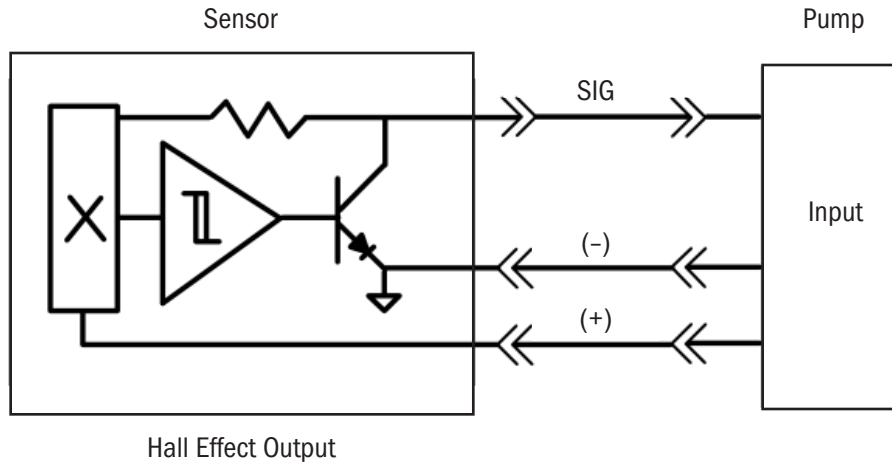 Sensor
Pump
SIG
Input
(–)
(+)
Hall Effect Output